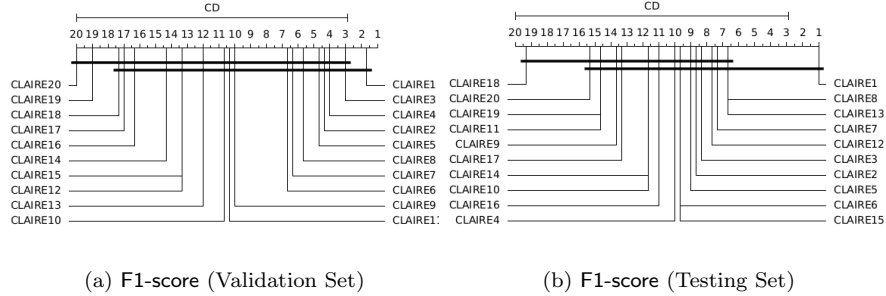 CD
20 19 18 17 16 15 14 13 12 11 10 9 8 7 6 5 4 3 2 1
CLAIRE20 CLAIRE1
CLAIRE19 CLAIRE3
CLAIRE18 CLAIRE4
CLAIRE17 CLAIRE2
CLAIRE16 CLAIRE5
CLAIRE14 CLAIRE8
CLAIRE15 CLAIRE7
CLAIRE12 CLAIRE6
CLAIRE13 CLAIRE9
CLAIRE10 CLAIRE1
(a) F1-score (Validation Set)
CD
20 19 18 17 16 15 14 13 12 11 10 9 8 7 6 5 4 3 2 1
CLAIRE18 CLAIRE1
CLAIRE20 CLAIRE8
CLAIRE19 CLAIRE13
CLAIRE11 CLAIRE7
CLAIRE9 CLAIRE12
CLAIRE17 CLAIRE3
CLAIRE14 CLAIRE2
CLAIRE10 CLAIRE5
CLAIRE16 CLAIRE6
CLAIRE4 CLAIRE15
(b) F1-score (Testing Set)